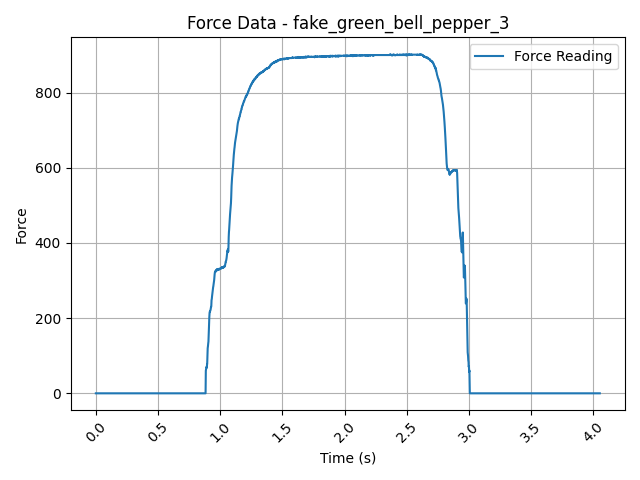 Force Data - fake_green_bell_pepper_3
Force Reading
Force
800
600
400
200
0
0.0 0.5 1.0 1.5 2.0 2.5 3.0 3.5 4.0
Time (s)